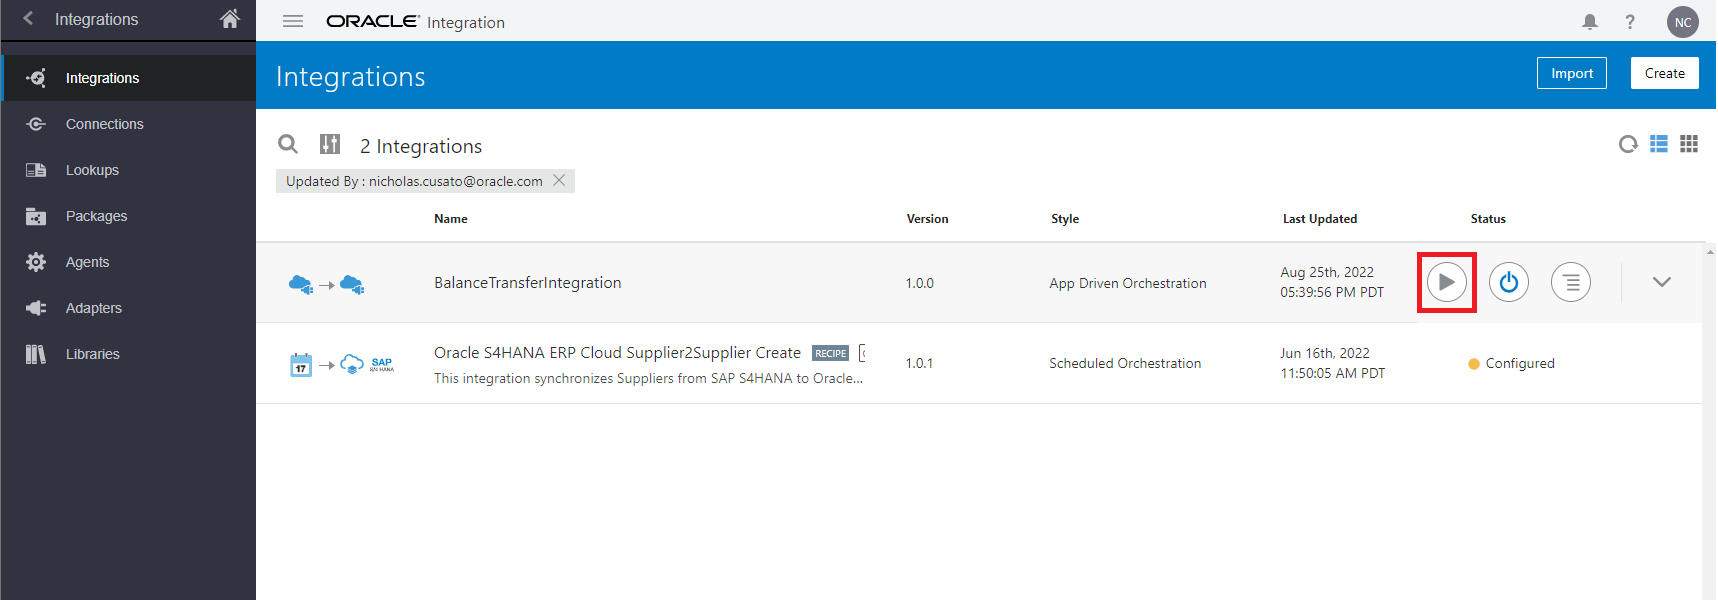 Integrations
ORACLE Integration
NC
Integrations
Import
Create
Integrations
Connections
Lookups
Packages
Agents
Adapters
Libraries
2 Integrations
Updated By : nicholas.cusato@oracle.com
Name Version Style Last Updated Status
BalanceTransferIntegration 1.0.0 App Driven Orchestration Aug 25th, 2022
05:39:56 PM PDT
17 SAP S/4HANA
Oracle S4HANA ERP Cloud Supplier2Supplier Create RECIPE 1.0.1 Scheduled Orchestration Jun 16th, 2022
11:50:05 AM PDT Configured
This integration synchronizes Suppliers from SAP S4HANA to Oracle...